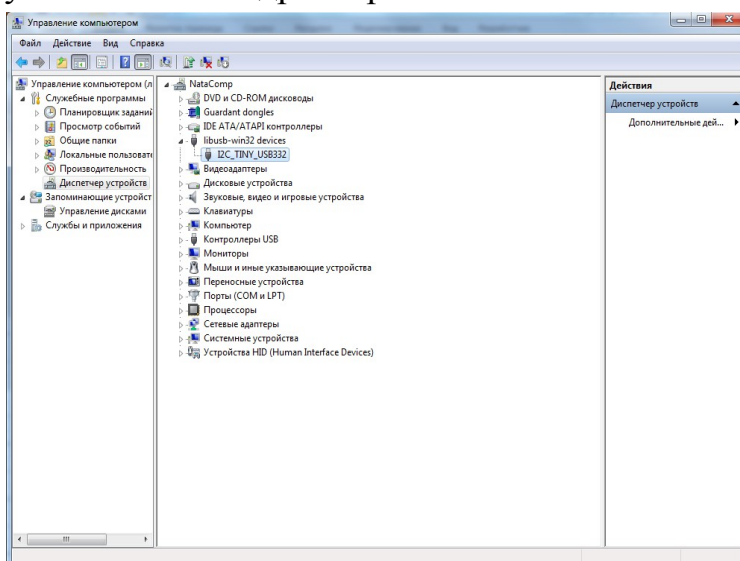 Управление компьютером
Файл Действие Вид Справка
Управление компьютером (л
Служебные программы
Планировщик заданий
Просмотр событий
Общие папки
Локальные пользовате
Производительность
Диспетчер устройств
Запоминающие устройст
Управление дисками
Службы и приложения
NataComp
DVD и CD-ROM дисководы
Guardant dongles
IDE ATA/ATAPI контроллеры
libusb-win32 devices
I2C_TINY_USB332
Видеоадаптеры
Дисковые устройства
Звуковые, видео и игровые устройства
Клавиатуры
Компьютер
Контроллеры USB
Мониторы
Мыши и иные указывающие устройства
Переносные устройства
Порты (COM и LPT)
Процессоры
Сетевые адаптеры
Системные устройства
Устройства HID (Human Interface Devices)
Действия
Диспетчер устройств
Дополнительные дей...